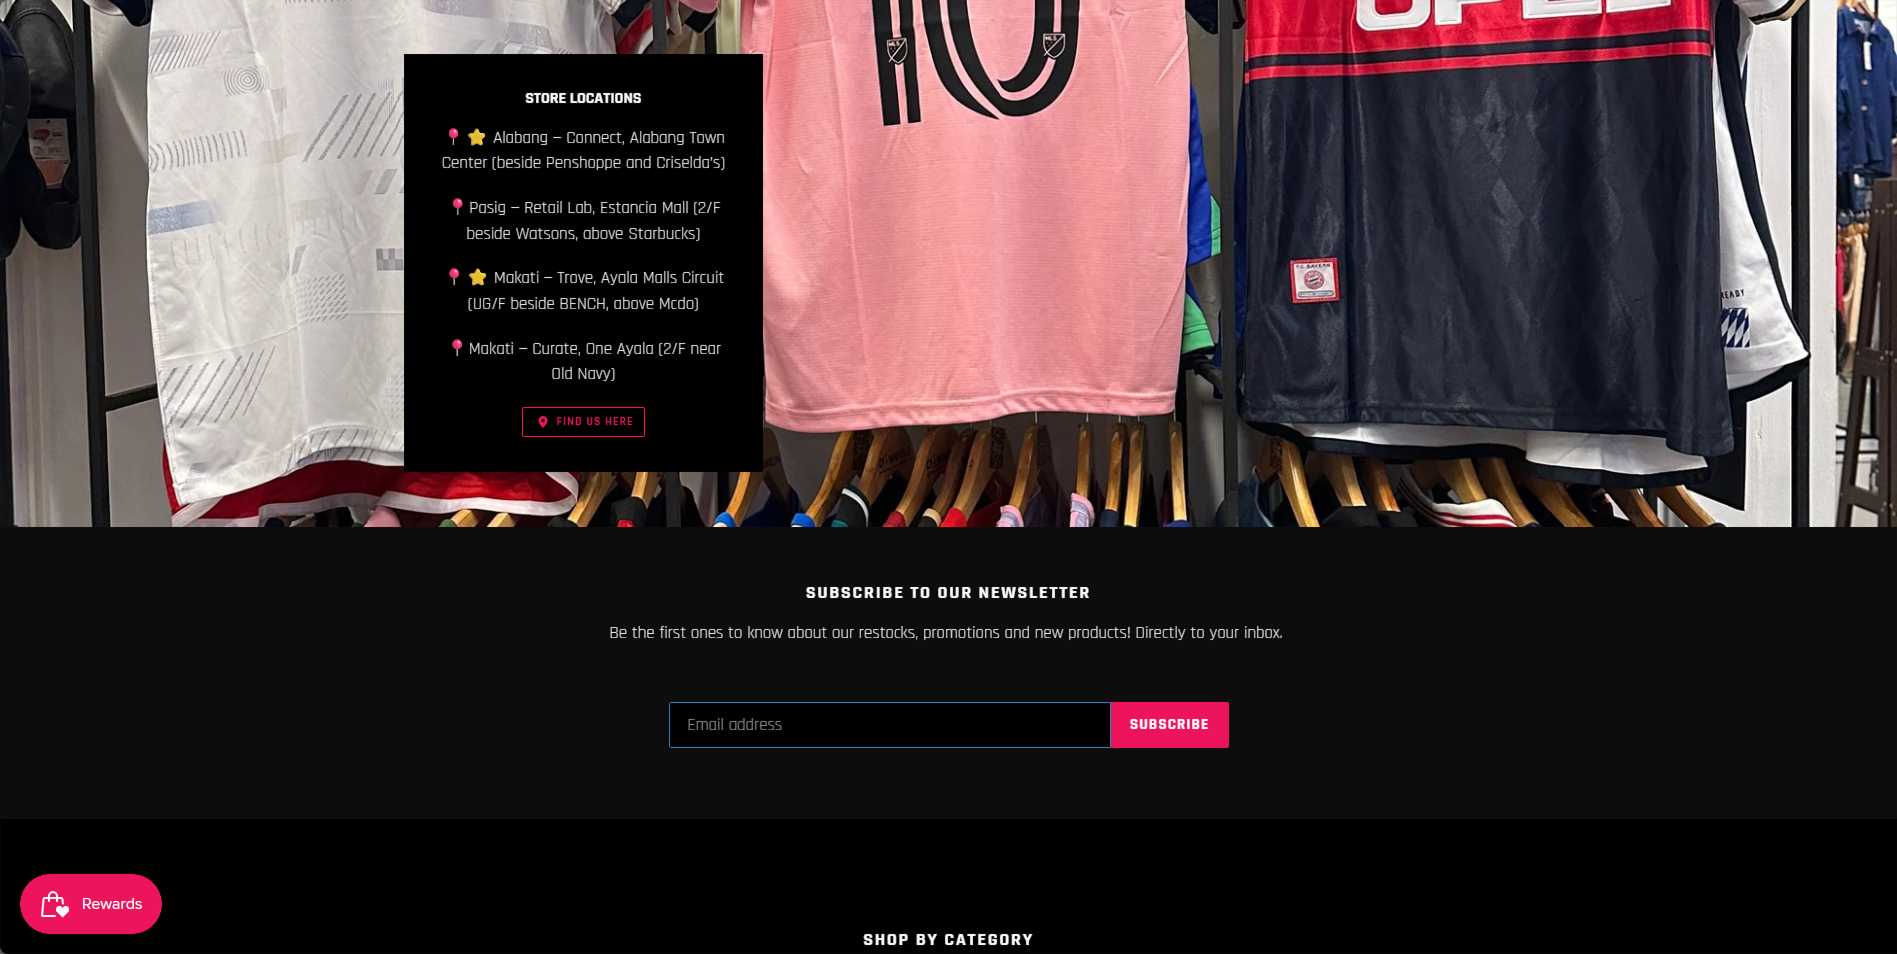 10
OPEL
F.C. BAYERN
READY
STORE LOCATIONS
📍⭐ Alabang – Connect, Alabang Town
Center (beside Penshoppe and Criselda's)
📍Pasig – Retail Lab, Estancia Mall (2/F
beside Watsons, above Starbucks)
📍⭐ Makati – Trove, Ayala Malls Circuit
(UG/F beside BENCH, above Mcdo)
📍Makati – Curate, One Ayala (2/F near
Old Navy)
FIND US HERE
SUBSCRIBE TO OUR NEWSLETTER
Be the first ones to know about our restocks, promotions and new products! Directly to your inbox.
Email address
SUBSCRIBE
Rewards
SHOP BY CATEGORY